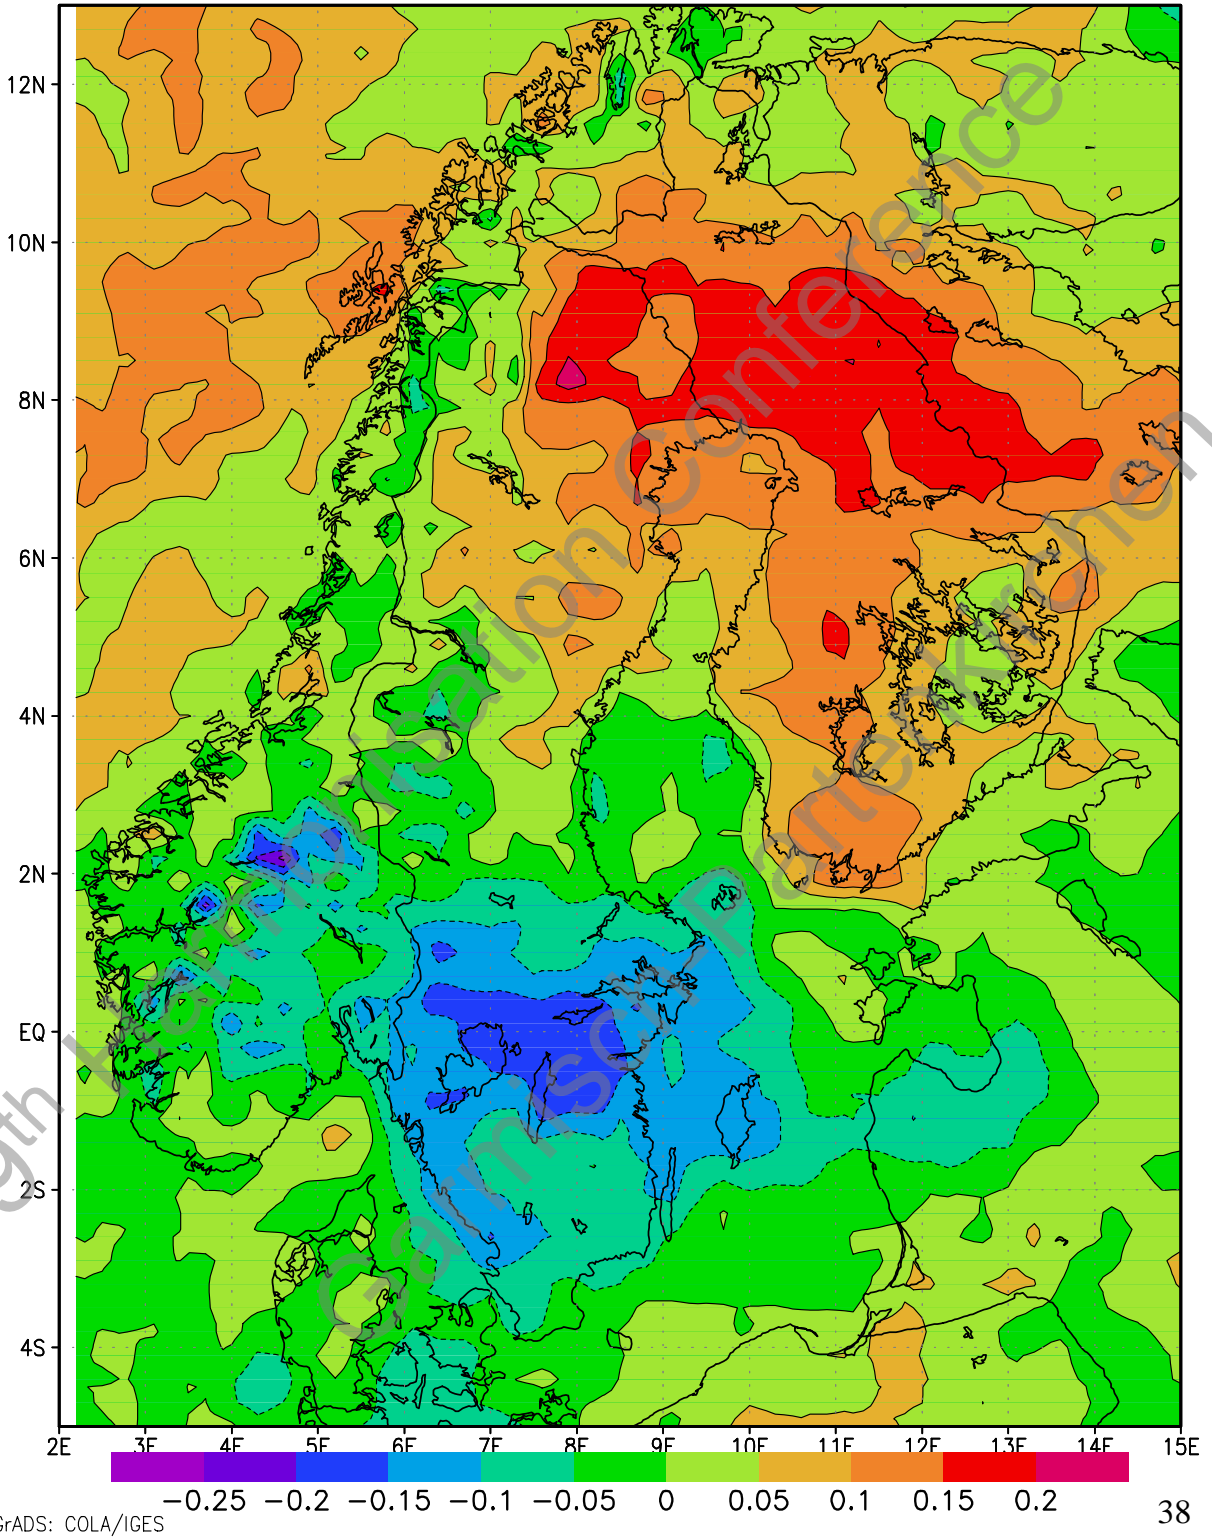 12N
10N
8N
6N
4N
2N
EQ
2S
4S
2E 3E 4E 5E 6E 7E 8E 9E 10E 11E 12E 13E 14E 15E
−0.25 −0.2 −0.15 −0.1 −0.05 0 0.05 0.1 0.15 0.2
GrADS: COLA/IGES
38
9th Harmonisation Conference
Garmisch-Partenkirchen